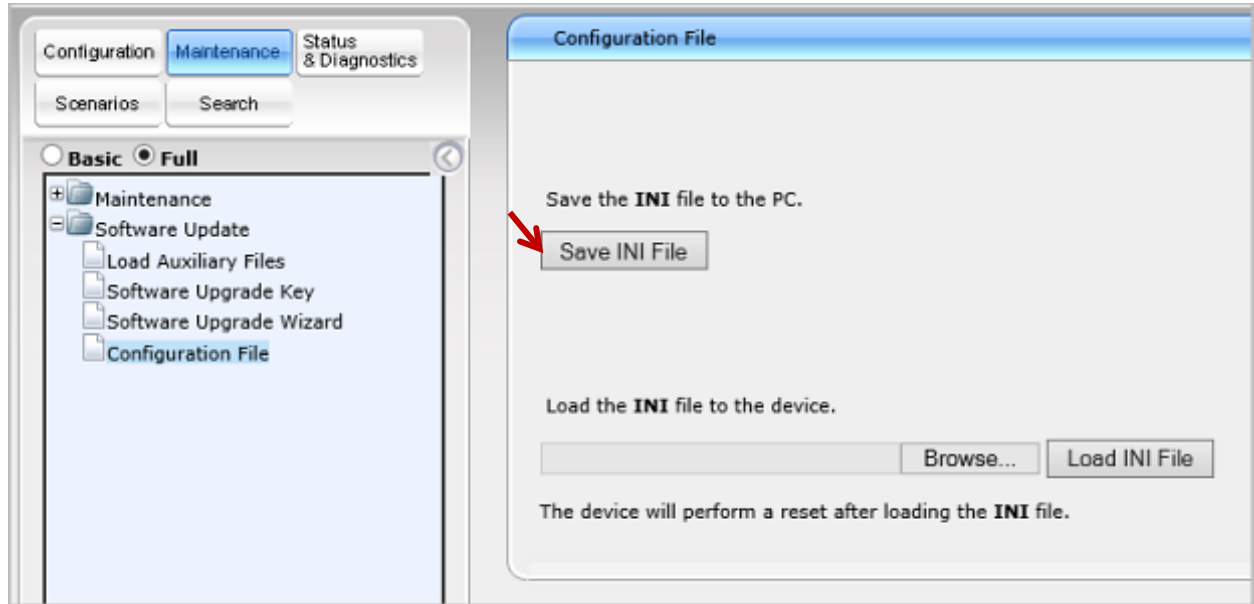 Configuration
Maintenance
Status
& Diagnostics
Scenarios
Search
Basic
Full
Maintenance
Software Update
Load Auxiliary Files
Software Upgrade Key
Software Upgrade Wizard
Configuration File
Configuration File
Save the INI file to the PC.
Save INI File
Load the INI file to the device.
Browse...
Load INI File
The device will perform a reset after loading the INI file.